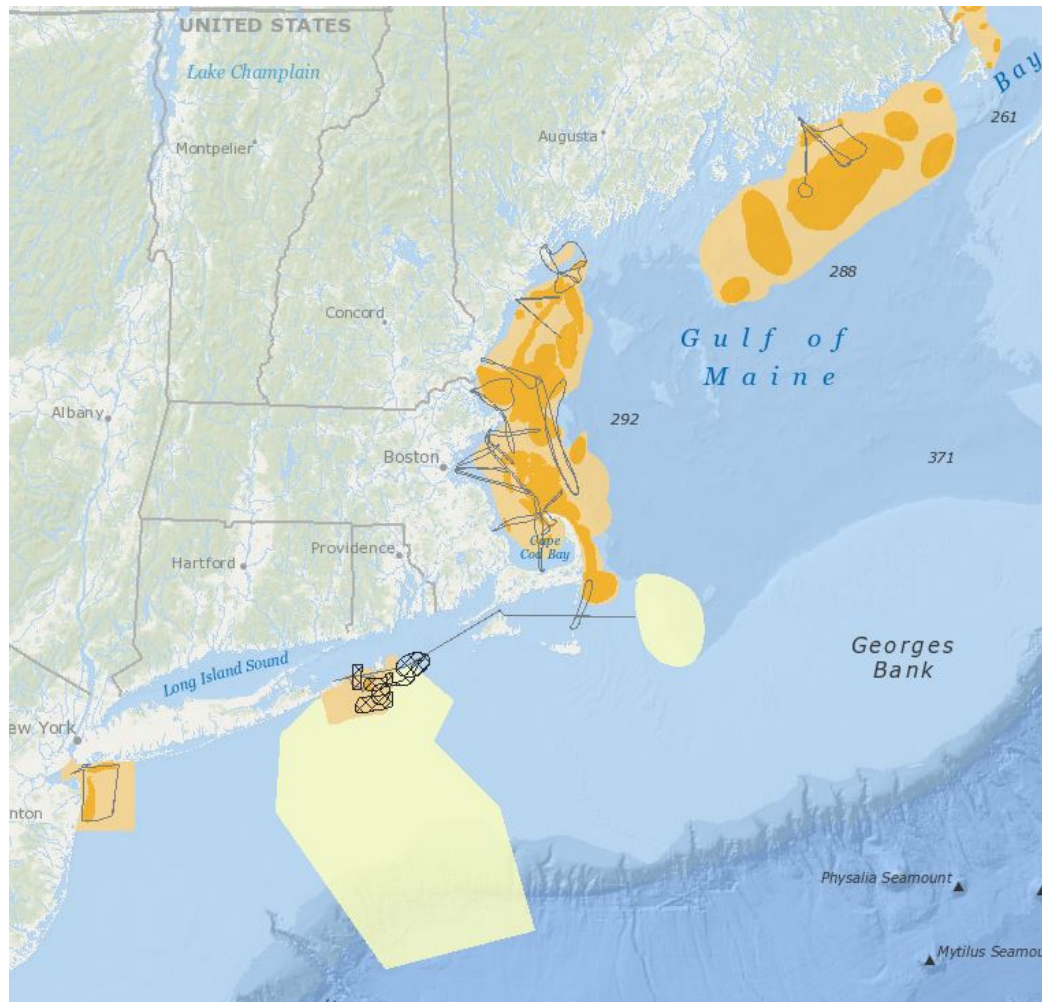 UNITED STATES
Lake Champlain
Bay
261
Augusta
Montpelier
288
Concord
Gulf of
Maine
Albany
292
Boston
371
Cape
Cod Bay
Providence
Hartford
Georges
Bank
Long Island Sound
ew York
nton
Physalia Seamount
Mytilus Seamou